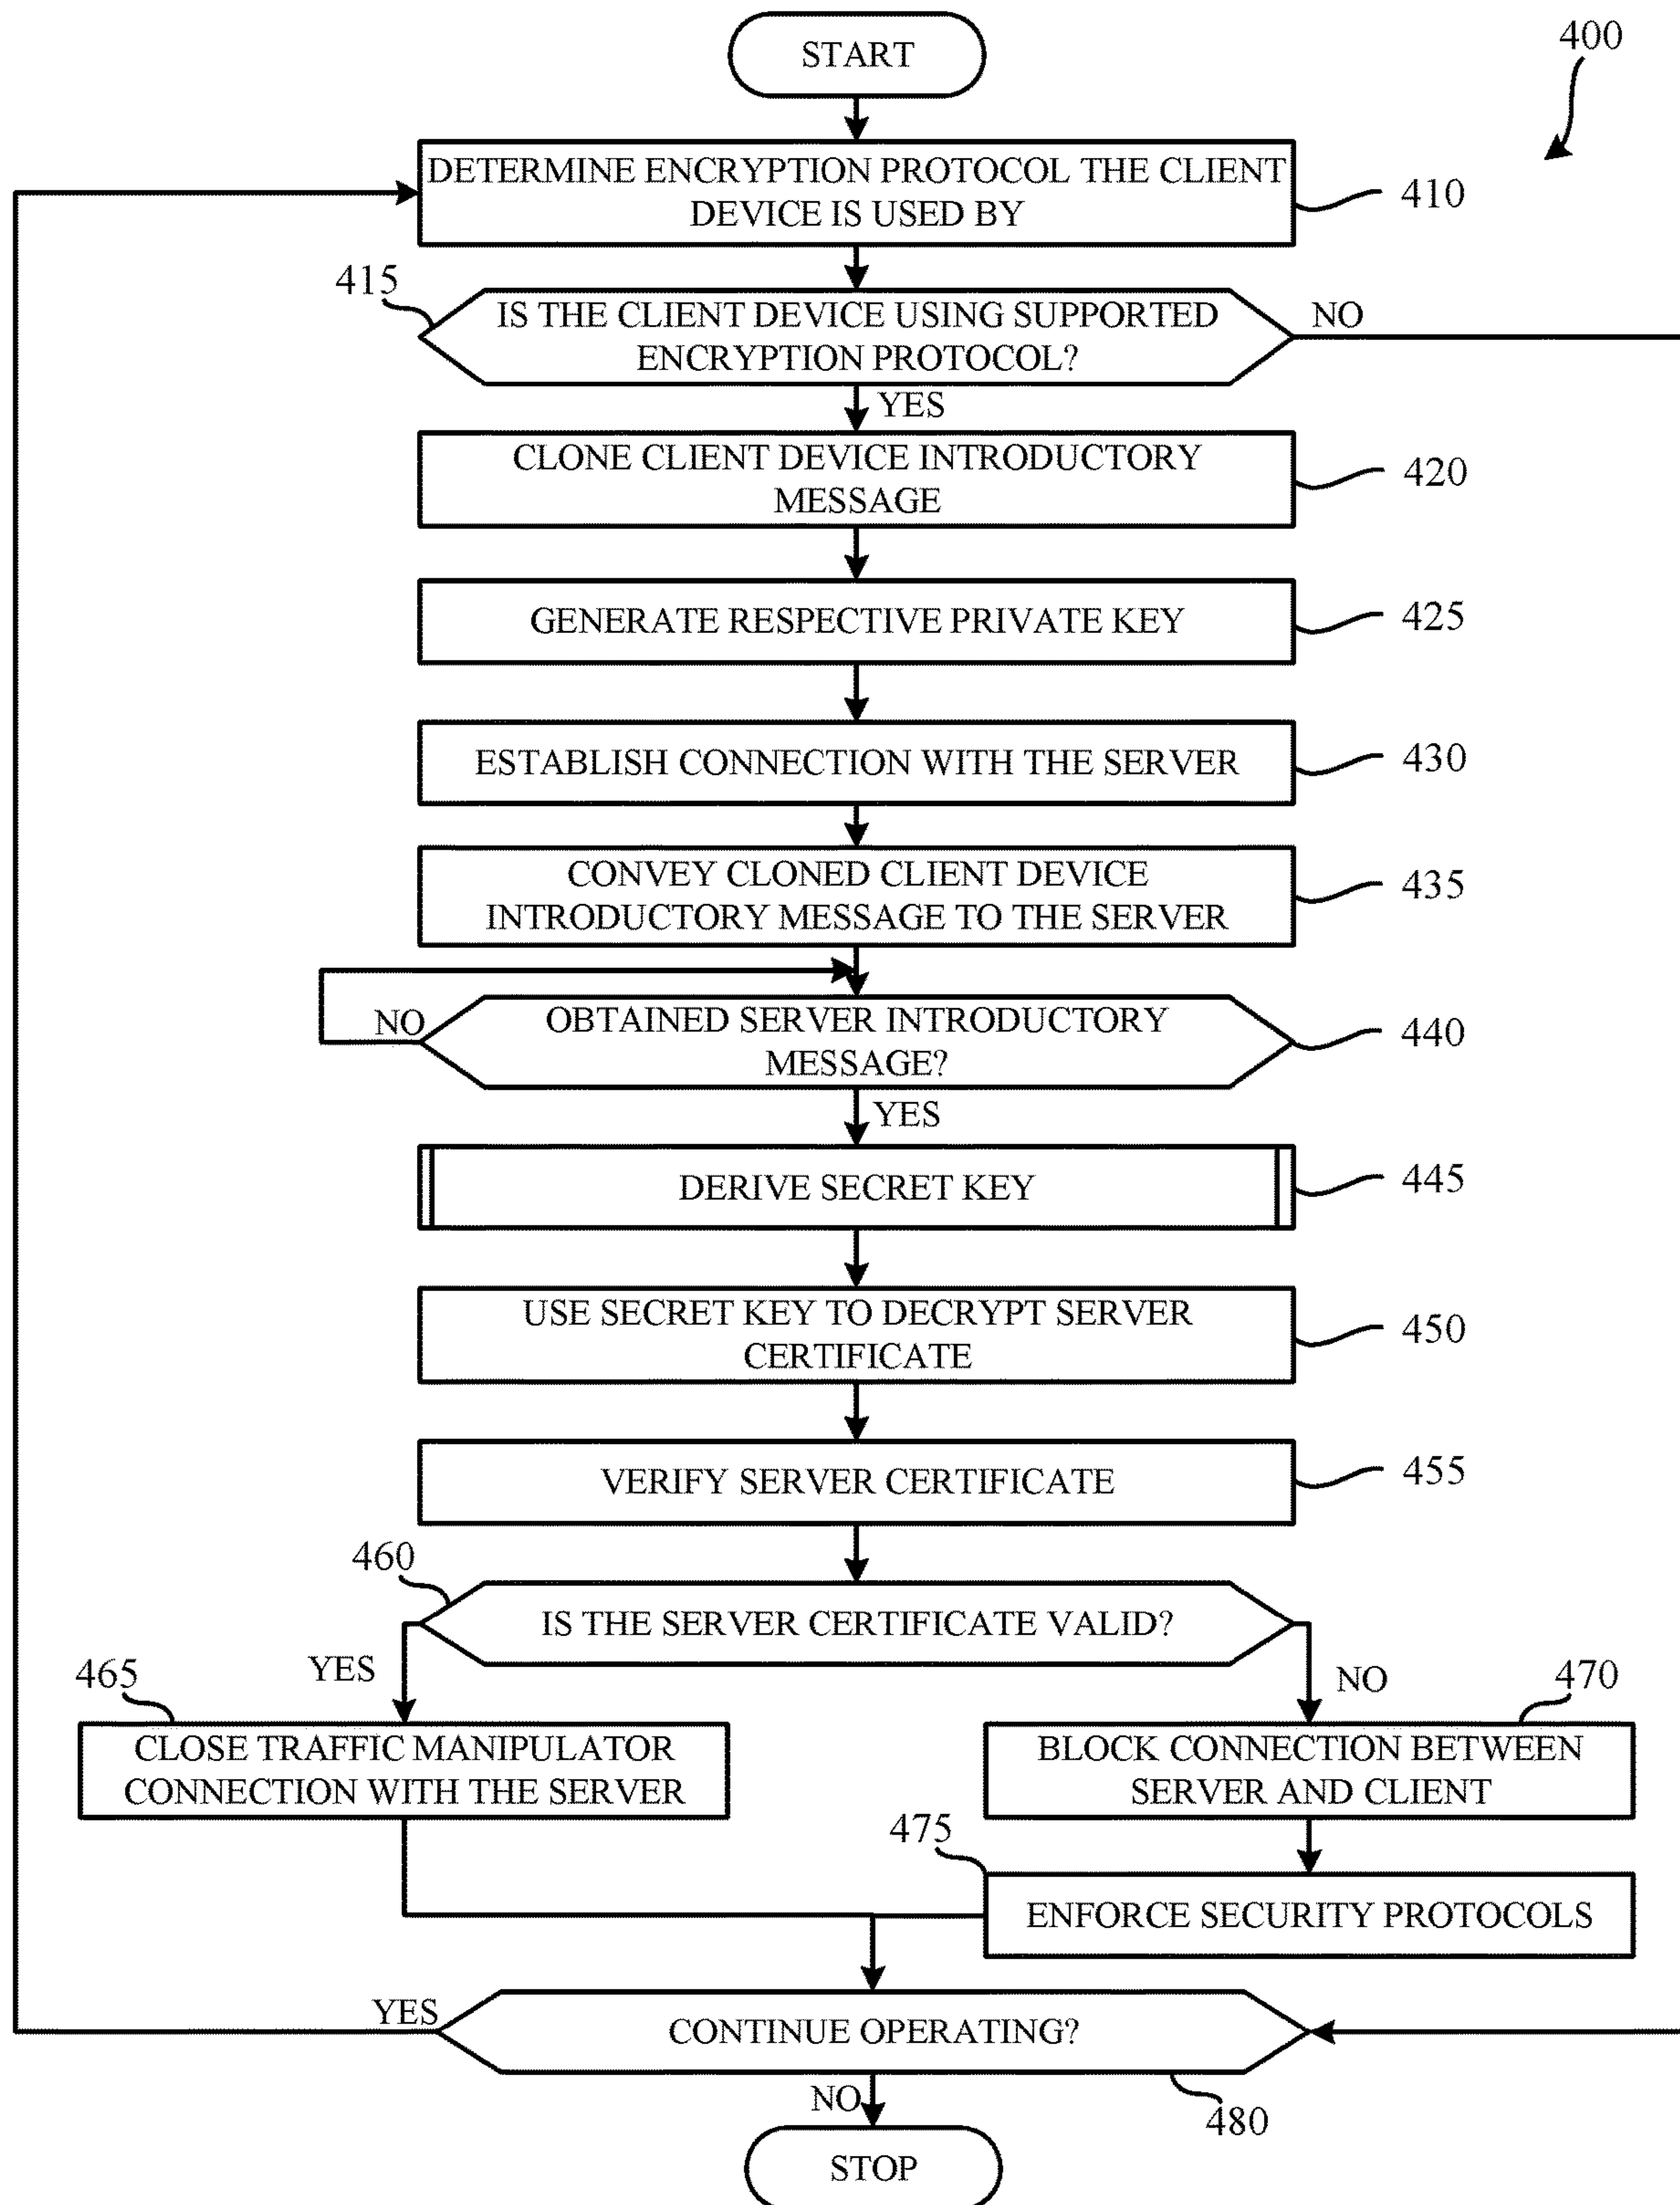 START
400
DETERMINE ENCRYPTION PROTOCOL THE CLIENT
DEVICE IS USED BY
410
415
IS THE CLIENT DEVICE USING SUPPORTED
ENCRYPTION PROTOCOL?
NO
YES
CLONE CLIENT DEVICE INTRODUCTORY
MESSAGE
420
GENERATE RESPECTIVE PRIVATE KEY
425
ESTABLISH CONNECTION WITH THE SERVER
430
CONVEY CLONED CLIENT DEVICE
INTRODUCTORY MESSAGE TO THE SERVER
435
NO
OBTAINED SERVER INTRODUCTORY
MESSAGE?
440
YES
DERIVE SECRET KEY
445
USE SECRET KEY TO DECRYPT SERVER
CERTIFICATE
450
VERIFY SERVER CERTIFICATE
455
460
IS THE SERVER CERTIFICATE VALID?
YES
NO
465
CLOSE TRAFFIC MANIPULATOR
CONNECTION WITH THE SERVER
470
BLOCK CONNECTION BETWEEN
SERVER AND CLIENT
475
ENFORCE SECURITY PROTOCOLS
YES
CONTINUE OPERATING?
NO
480
STOP